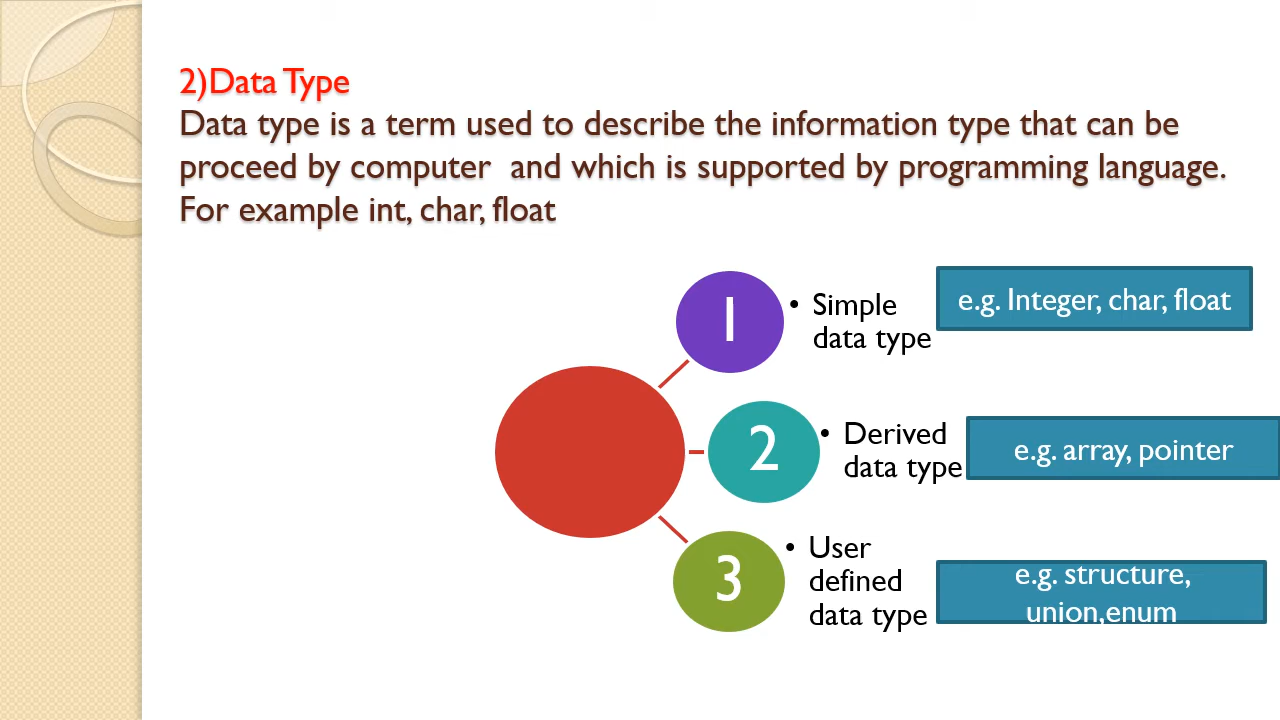 2)Data Type
Data type is a term used to describe the information type that can be
proceed by computer  and which is supported by programming language.
For example int, char, float
1
• Simple
data type
e.g. Integer, char, float
2
• Derived
data type
e.g. array, pointer
3
• User
defined
data type
e.g. structure,
union,enum